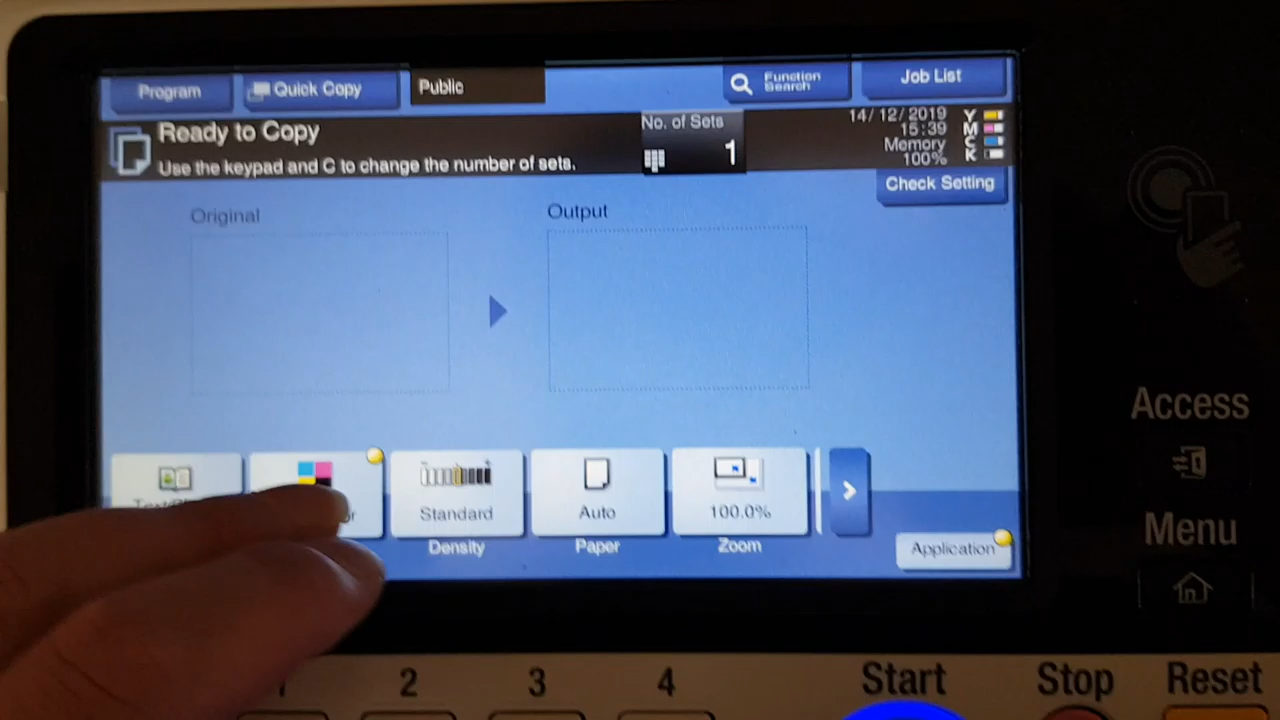 Program
Quick Copy
Public
Function
Search
Job List
Ready to Copy
Use the keypad and C to change the number of sets.
No. of Sets
1
14/12/2019
15:39
Memory
100%
Y
M
C
K
Check Setting
Original
Output
Standard
Auto
100.0%
Density
Paper
Zoom
Application
Access
Menu
1
2
3
4
Start
Stop
Reset